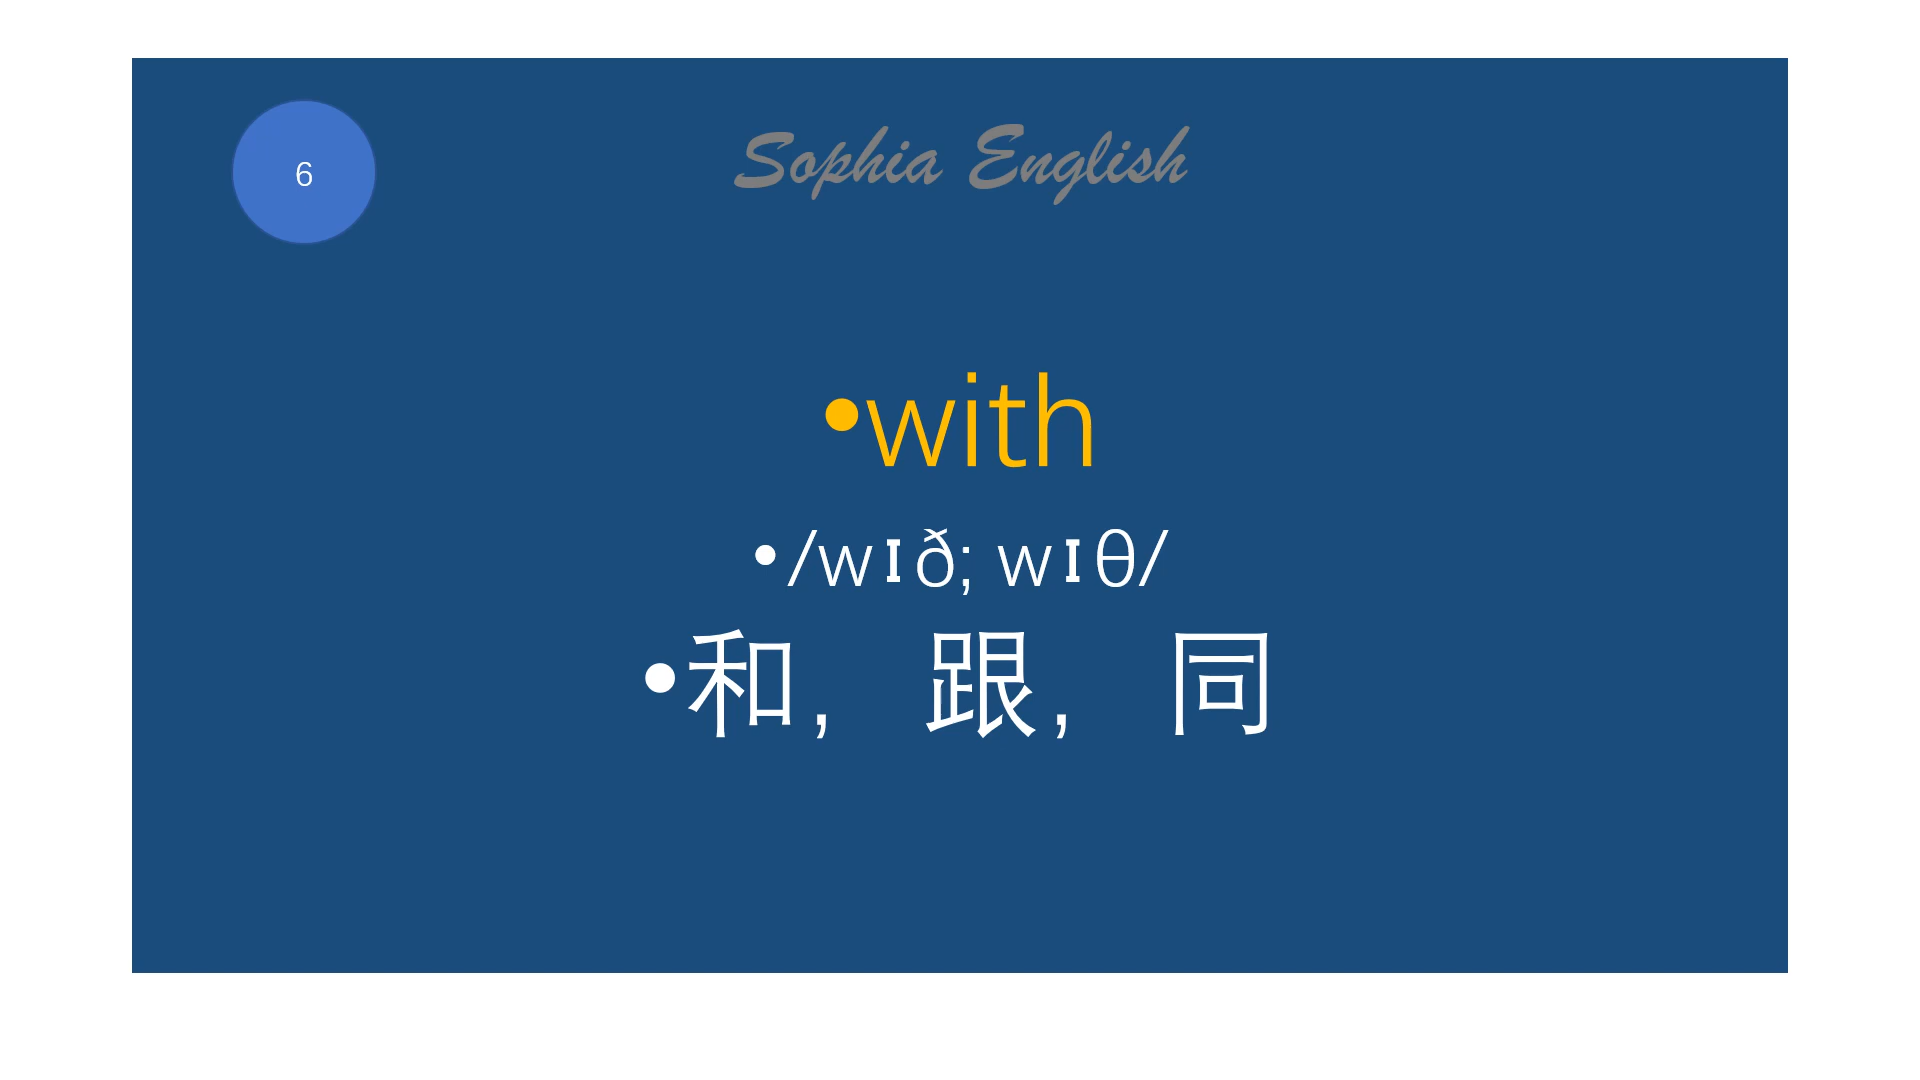 6
Sophia English
•with
•/wɪð; wɪθ/
•和， 跟， 同